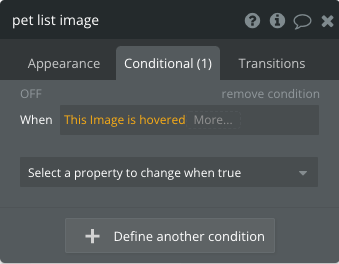 pet list image
Appearance Conditional (1) Transitions
OFF remove condition
When This Image is hovered More...
Select a property to change when true
Define another condition